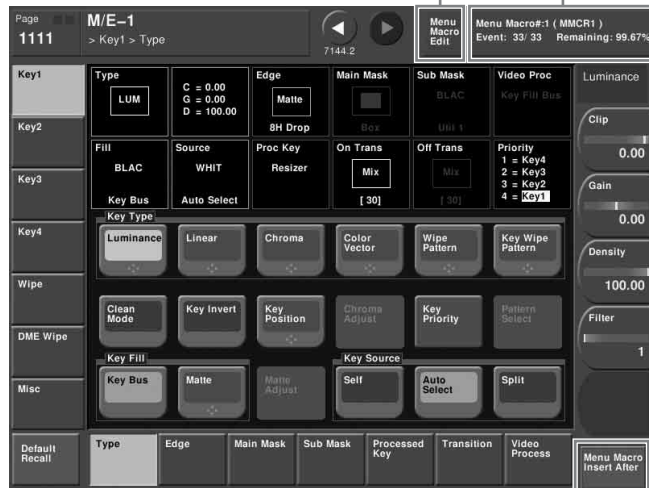 Page
1111
M/E-1
> Key1 > Type
7144.2
Menu
Macro
Edit
Menu Macro#:1 ( MMCR1 )
Event: 33/ 33 Remaining: 99.67%
Key1
Key2
Key3
Key4
Wipe
DME Wipe
Misc
Default
Recall
Type
LUM
C = 0.00
G = 0.00
D = 100.00
Edge
Matte
8H Drop
Main Mask
Box
Sub Mask
BLAC
Util 1
Video Proc
Key Fill Bus
Fill
BLAC
Key Bus
Source
WHIT
Auto Select
Proc Key
Resizer
On Trans
Mix
[ 30]
Off Trans
Mix
[ 30]
Priority
1 = Key4
2 = Key3
3 = Key2
4 = Key1
Key Type
Luminance
Linear
Chroma
Color
Vector
Wipe
Pattern
Key Wipe
Pattern
Clean
Mode
Key Invert
Key
Position
Chroma
Adjust
Key
Priority
Pattern
Select
Key Fill
Key Bus
Matte
Matte
Adjust
Key Source
Self
Auto
Select
Split
Type
Edge
Main Mask
Sub Mask
Processed
Key
Transition
Video
Process
Luminance
Clip
0.00
Gain
0.00
Density
100.00
Filter
1
Menu Macro
Insert After